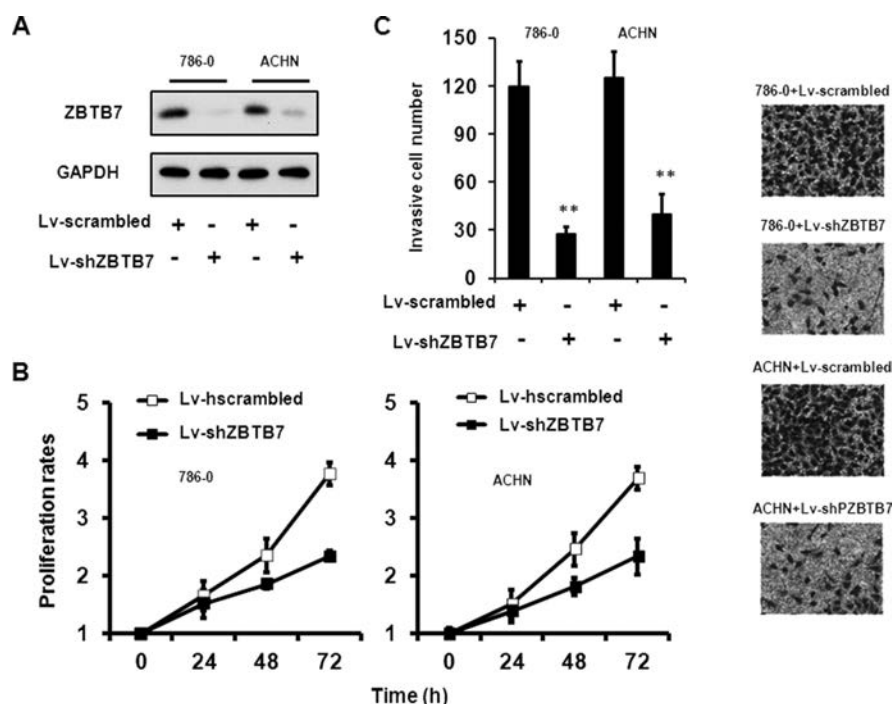 A
786-0 ACHN
ZBTB7
GAPDH
Lv-scrambled + - + -
Lv-shZBTB7 - + - +
C
786-0 ACHN
Invasive cell number
150
120
90
60
30
0
** **
Lv-scrambled + - + -
Lv-shZBTB7 - + - +
786-0+Lv-scrambled
786-0+Lv-shZBTB7
ACHN+Lv-scrambled
ACHN+Lv-shPZBTB7
B
Proliferation rates
5
4
3
2
1
Lv-hscrambled
Lv-shZBTB7
786-0
0 24 48 72
5
4
3
2
1
Lv-hscrambled
Lv-shZBTB7
ACHN
0 24 48 72
Time (h)